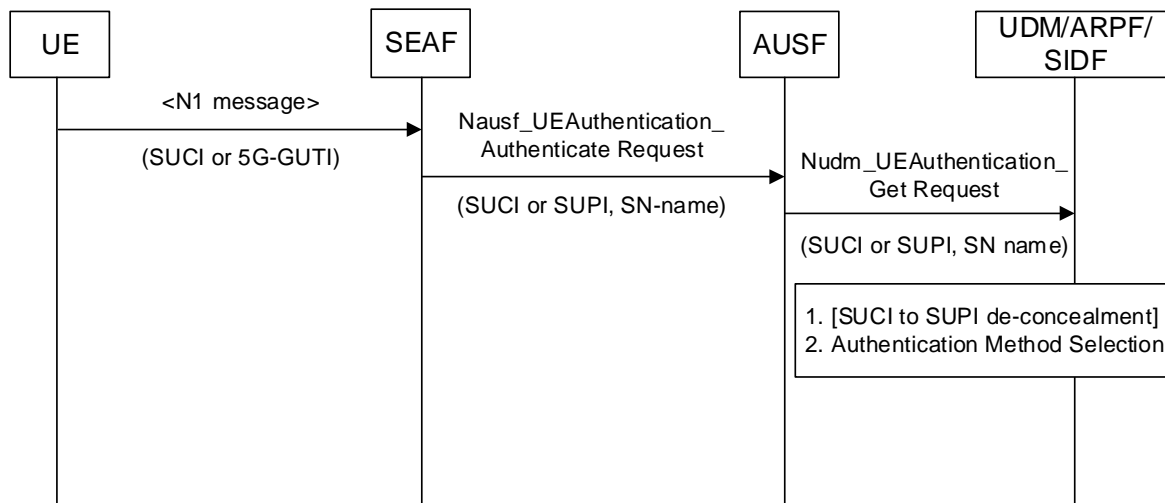 UE
SEAF
AUSF
UDM/ARPF/
SIDF
<N1 message>
(SUCI or 5G-GUTI)
Nausf_UEAuthentication_
Authenticate Request
(SUCI or SUPI, SN-name)
Nudm_UEAuthentication_
Get Request
(SUCI or SUPI, SN name)
1. [SUCI to SUPI de-concealment]
2. Authentication Method Selection